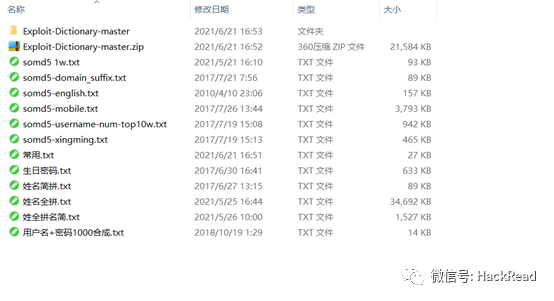 名称 修改日期 类型 大小
Exploit-Dictionary-master 2021/6/21 16:53 文件夹
Exploit-Dictionary-master.zip 2021/6/21 16:52 360压缩 ZIP 文件 21,584 KB
somd5 1w.txt 2021/5/21 16:10 TXT 文件 93 KB
somd5-domain_suffix.txt 2017/7/21 7:56 TXT 文件 89 KB
somd5-english.txt 2010/4/10 23:06 TXT 文件 157 KB
somd5-mobile.txt 2017/7/26 13:44 TXT 文件 3,793 KB
somd5-username-num-top10w.txt 2017/7/19 15:08 TXT 文件 942 KB
somd5-xingming.txt 2017/7/19 15:13 TXT 文件 465 KB
常用.txt 2021/6/21 16:51 TXT 文件 27 KB
生日密码.txt 2017/6/30 16:41 TXT 文件 633 KB
姓名简拼.txt 2017/6/27 13:15 TXT 文件 89 KB
姓名全拼.txt 2021/5/25 16:44 TXT 文件 34,692 KB
姓全拼名简.txt 2021/5/26 10:00 TXT 文件 1,527 KB
用户名+密码1000合成.txt 2018/10/19 1:29 TXT 文件 14 KB
微信号: HackRead